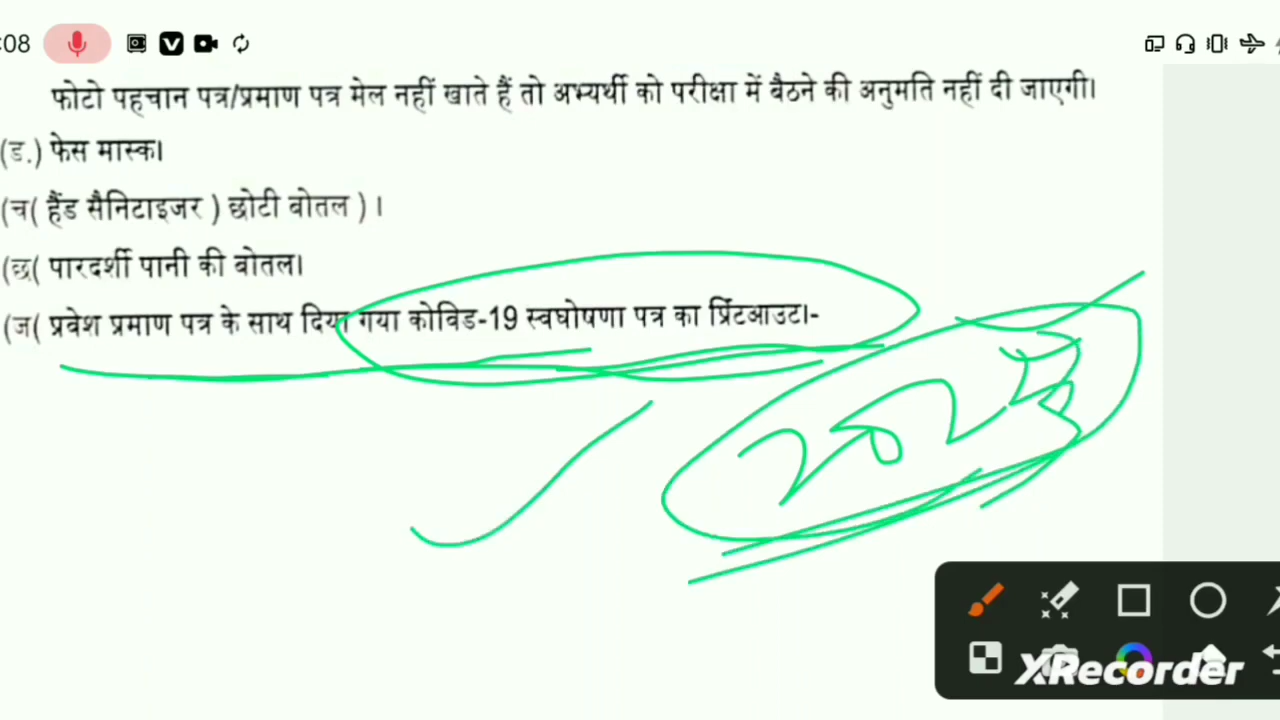 :08
फोटो पहचान पत्र/प्रमाण पत्र मेल नहीं खाते हैं तो अभ्यर्थी को परीक्षा में बैठने की अनुमति नहीं दी जाएगी।
(ड.) फेस मास्क।
(च( हैंड सैनिटाइजर ) छोटी बोतल ) ।
(छ( पारदर्शी पानी की बोतल।
(ज( प्रवेश प्रमाण पत्र के साथ दिया गया कोविड-19 स्वघोषणा पत्र का प्रिंटआउट।-
XRecorder